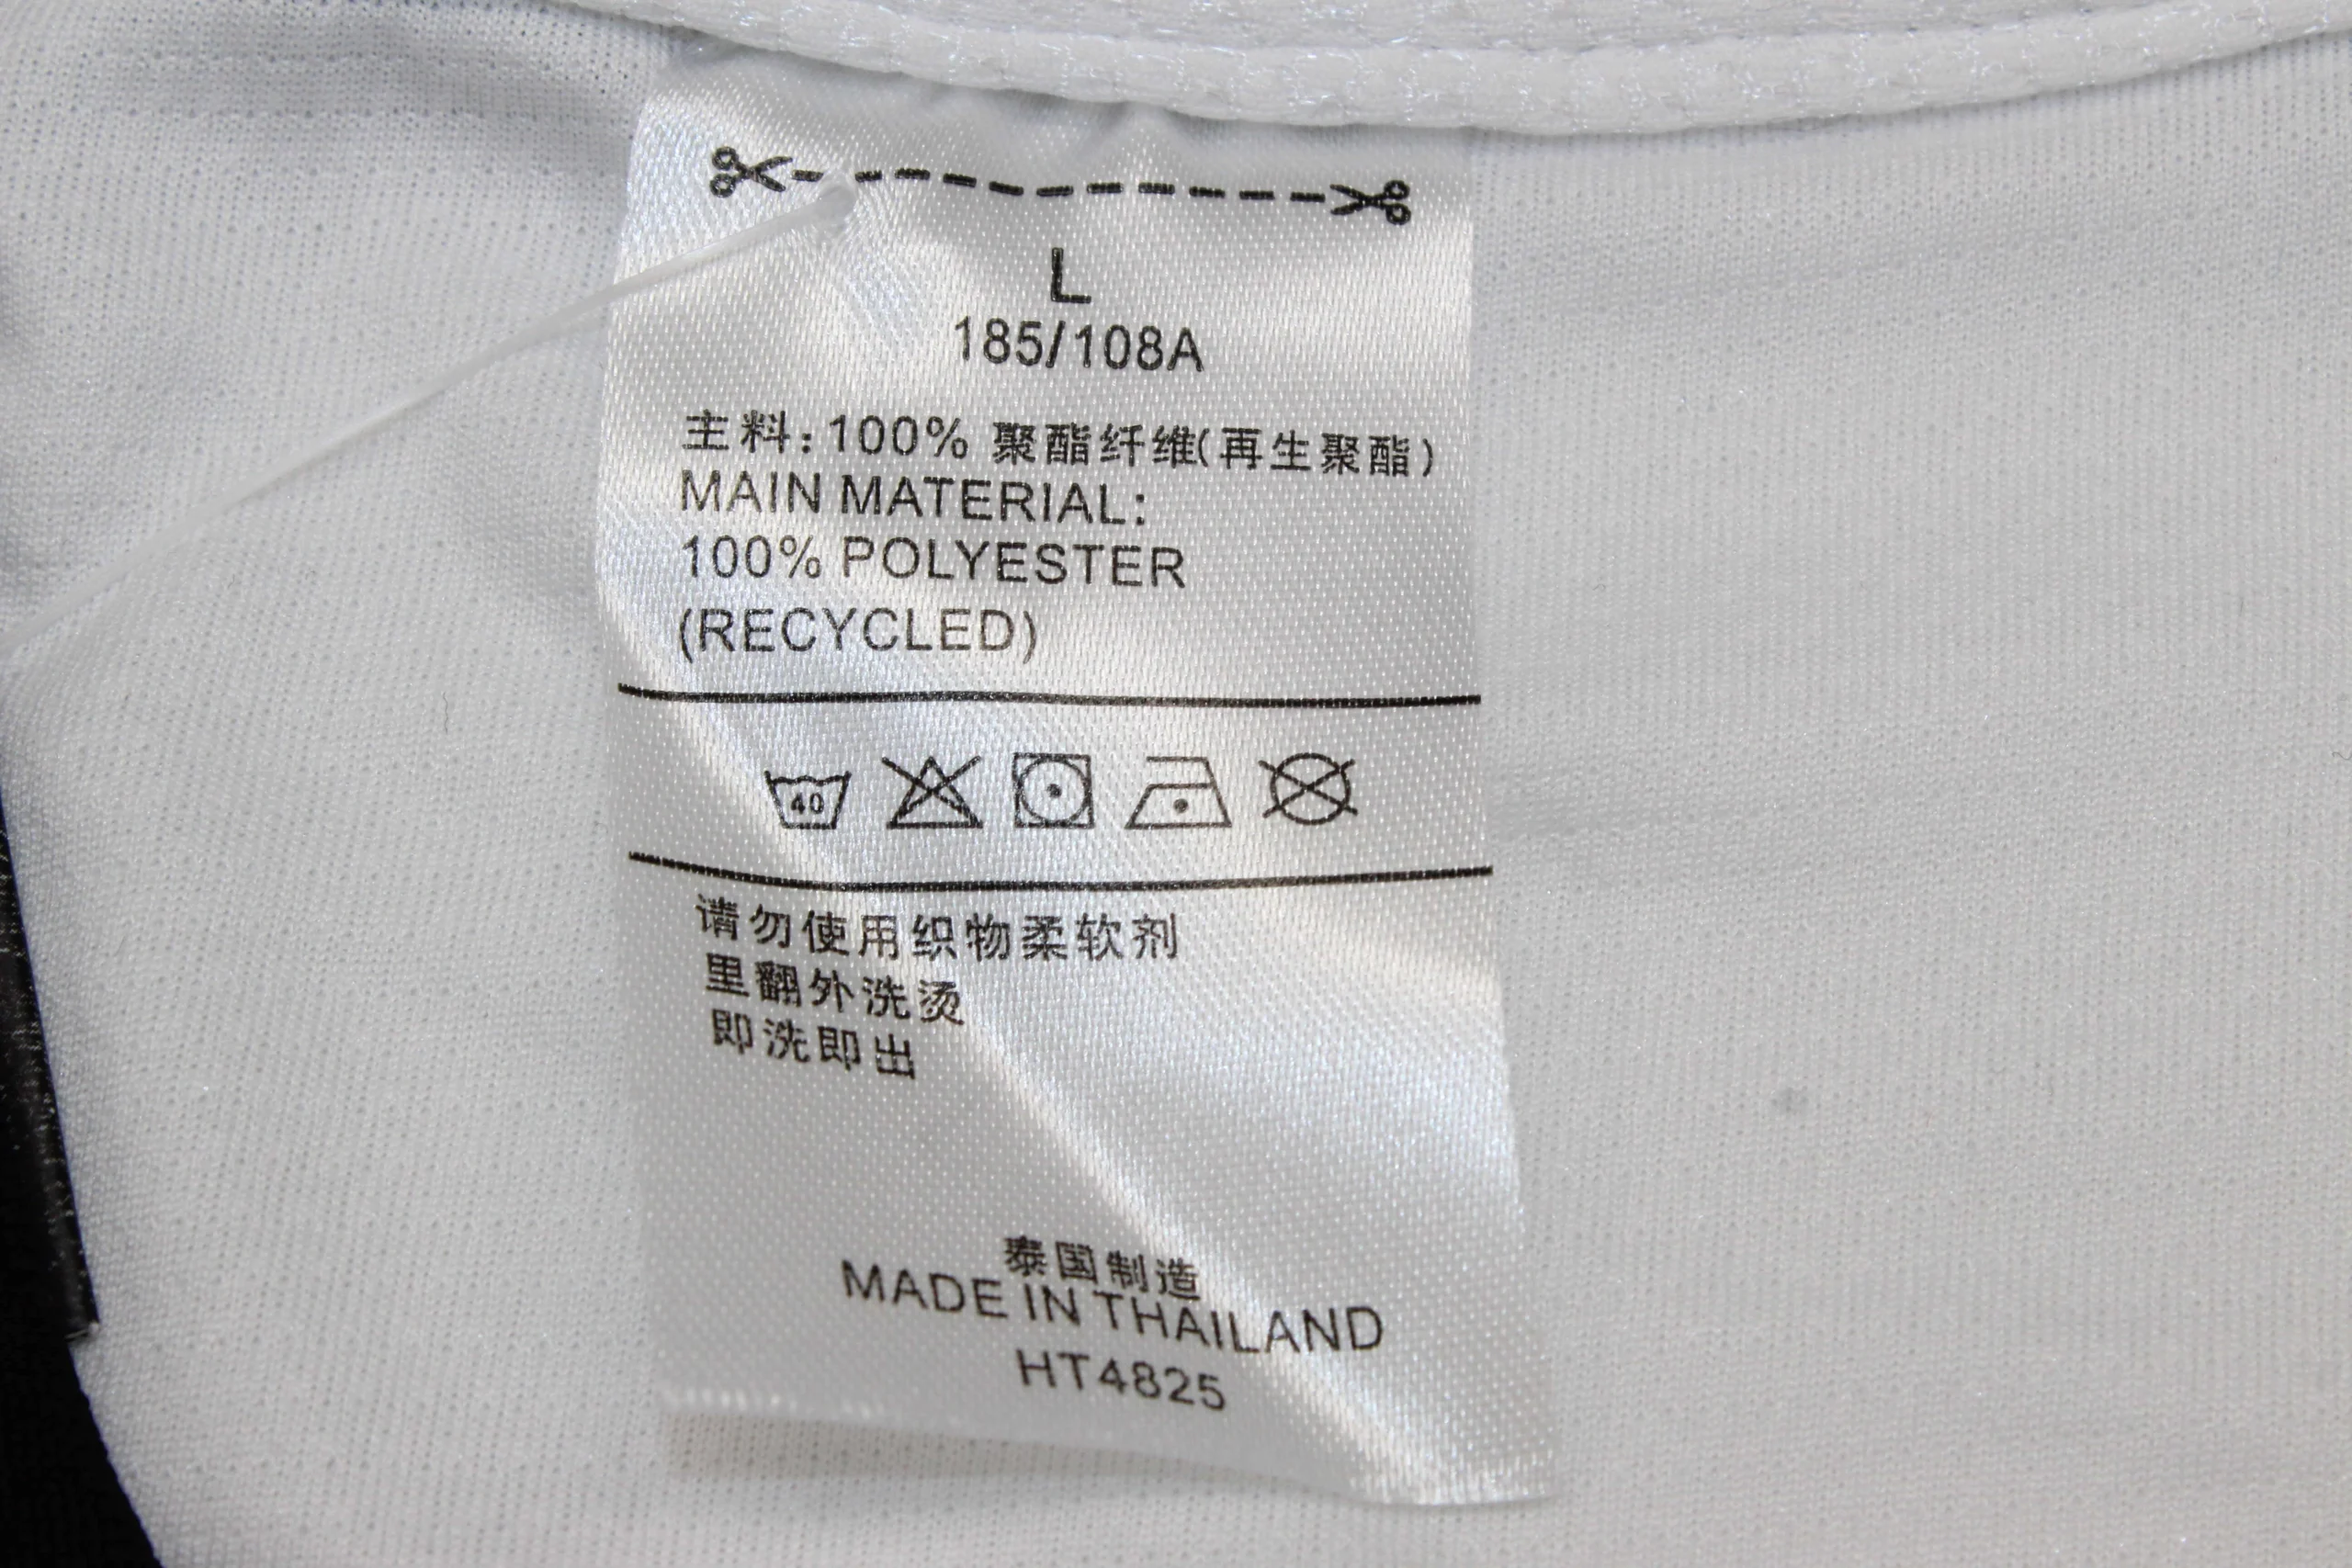 L
185/108A
主料：100% 聚酯纤维(再生聚酯)
MAIN MATERIAL:
100% POLYESTER
(RECYCLED)
40
请勿使用织物柔软剂
里翻外洗烫
即洗即出
泰国制造
MADE IN THAILAND
HT4825